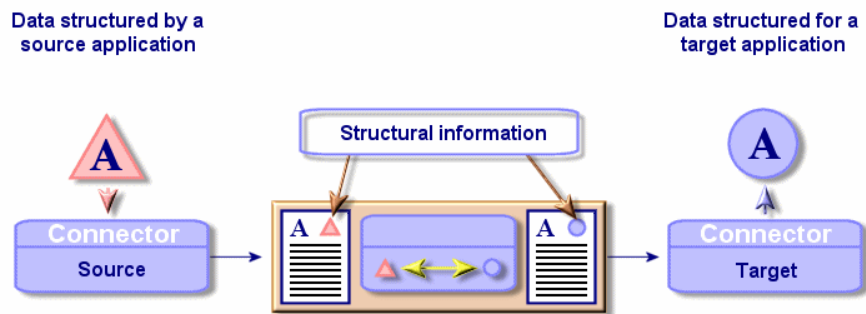 Data structured by a
source application
Data structured for a
target application
A
A
Structural information
Connector
Source
A
A
Connector
Target